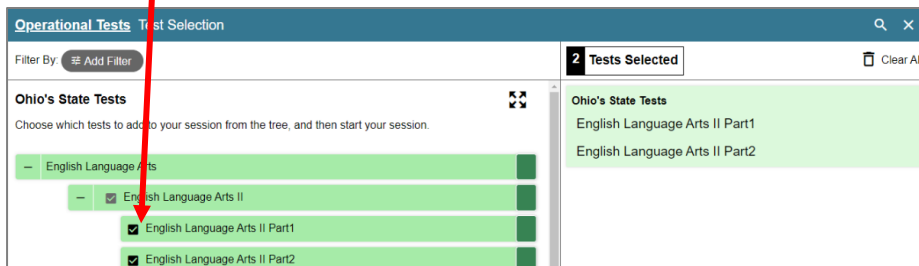 Operational Tests Test Selection
Filter By: Add Filter
2 Tests Selected
Clear Al
Ohio's State Tests
Choose which tests to add to your session from the tree, and then start your session.
English Language Arts
English Language Arts II
English Language Arts II Part1
English Language Arts II Part2
Ohio's State Tests
English Language Arts II Part1
English Language Arts II Part2